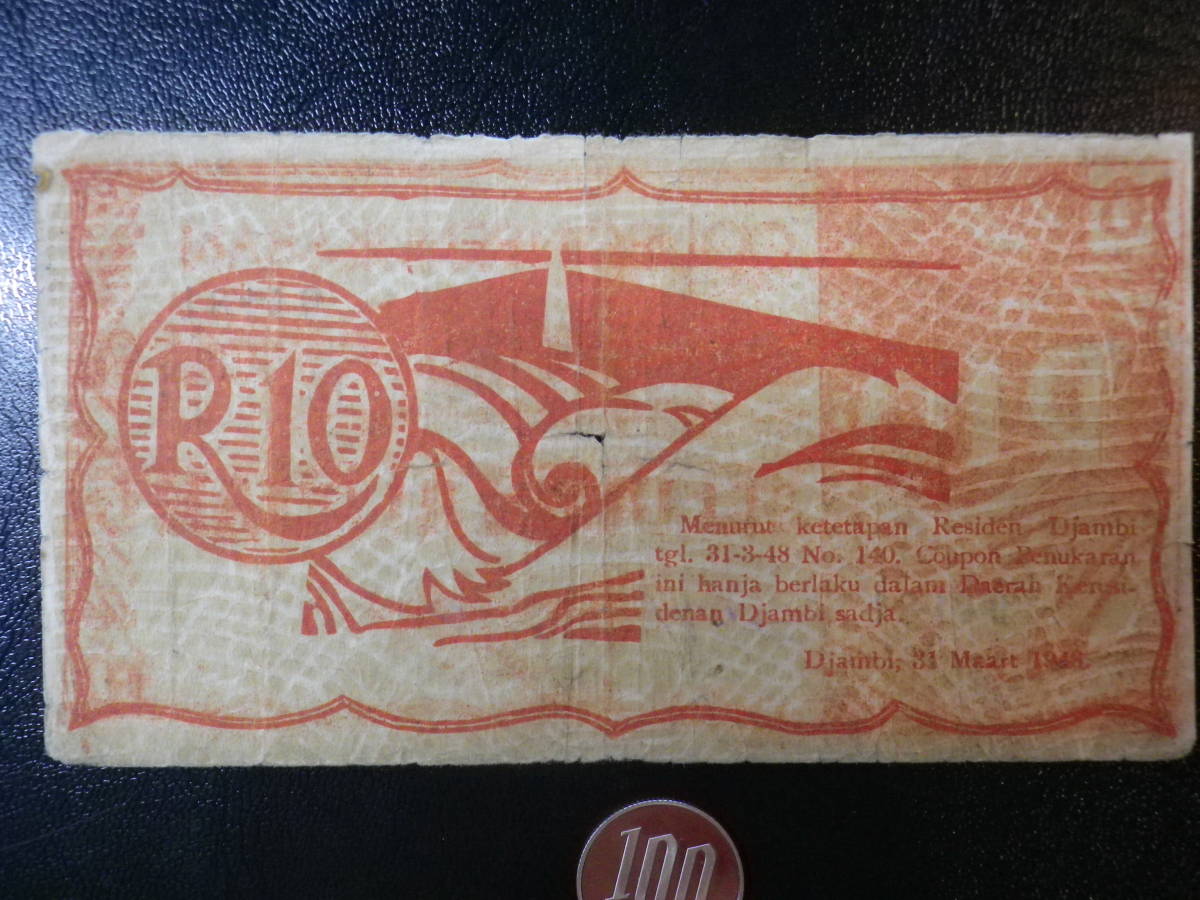 R10
Menurut ketetapan Residen Djambi
tgl. 31-3-48 No. 140. Coupon Penukaran
ini hanja berlaku dalam Daerah Keresi-
denan Djambi sadja.
Djambi, 31 Maart 1948.
100